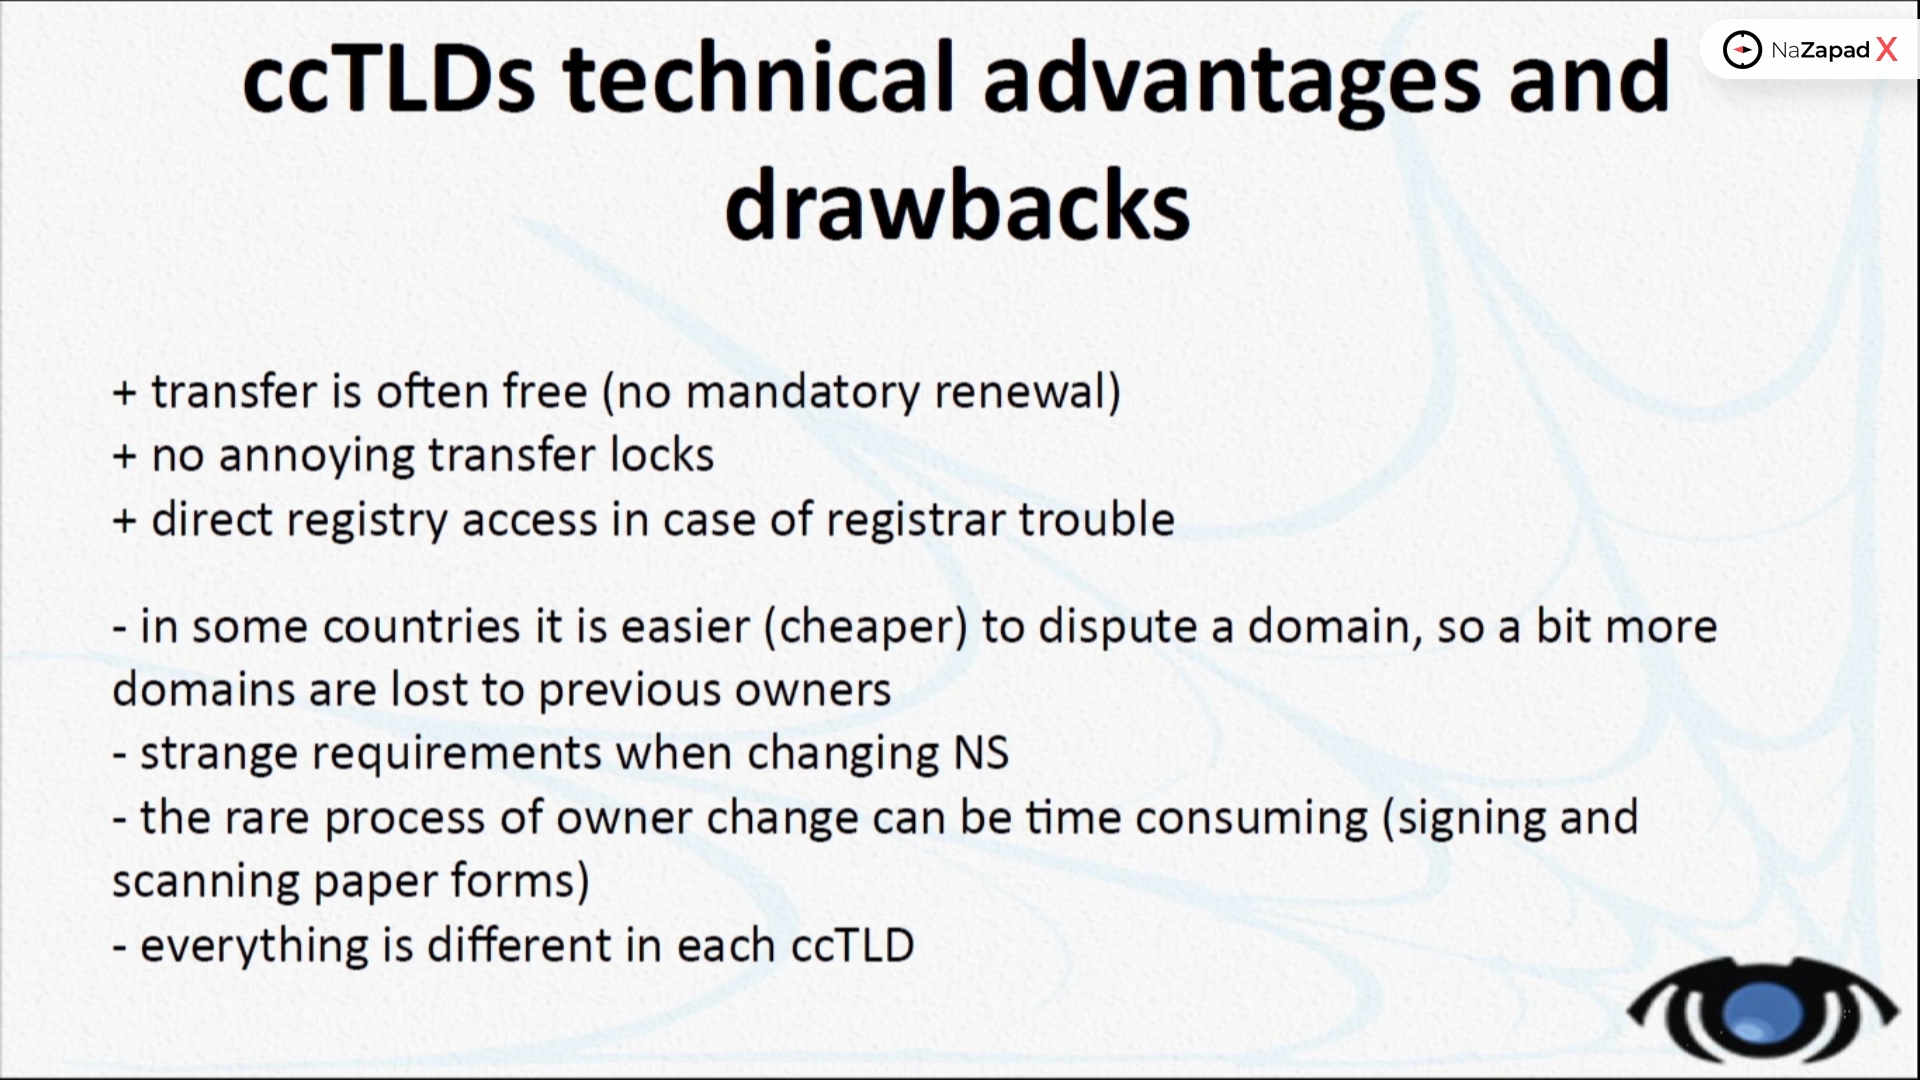 ccTLDs technical advantages and
drawbacks
NaZapad X
+ transfer is often free (no mandatory renewal)
+ no annoying transfer locks
+ direct registry access in case of registrar trouble
- in some countries it is easier (cheaper) to dispute a domain, so a bit more
domains are lost to previous owners
- strange requirements when changing NS
- the rare process of owner change can be time consuming (signing and
scanning paper forms)
- everything is different in each ccTLD